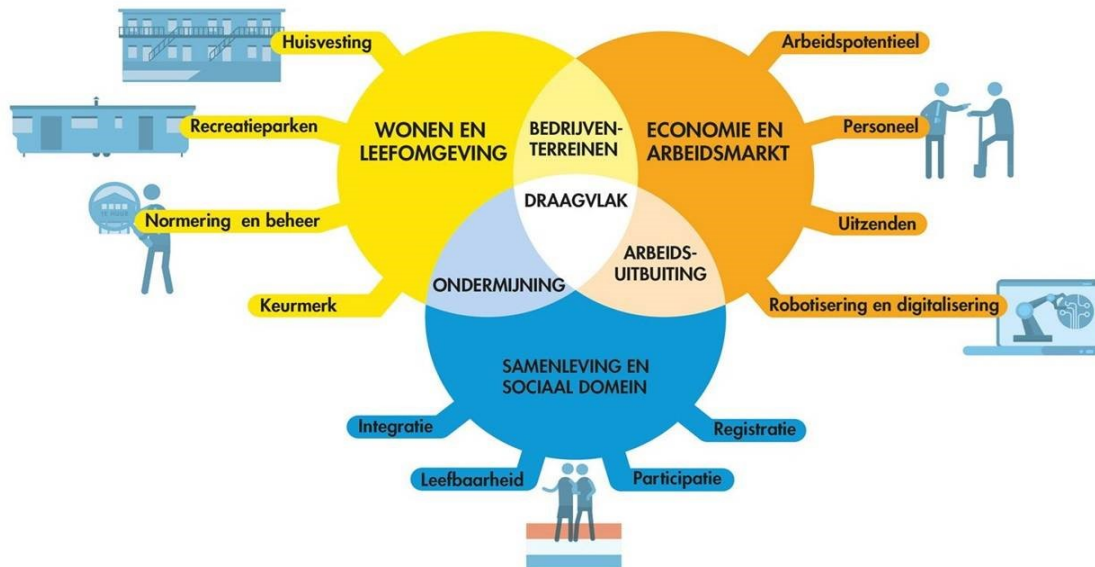 Huisvesting
Recreatieparken
Normering en beheer
Keurmerk
WONEN EN
LEEFOMGEVING
BEDRIJVEN-
TERREINEN
ECONOMIE EN
ARBEIDSMARKT
Arbeidspotentieel
Personeel
Uitzenden
Robotisering en digitalisering
DRAAGVLAK
ONDERMIJNING
ARBEIDS-
UITBUITING
SAMENLEVING EN
SOCIAAL DOMEIN
Integratie
Leefbaarheid
Participatie
Registratie